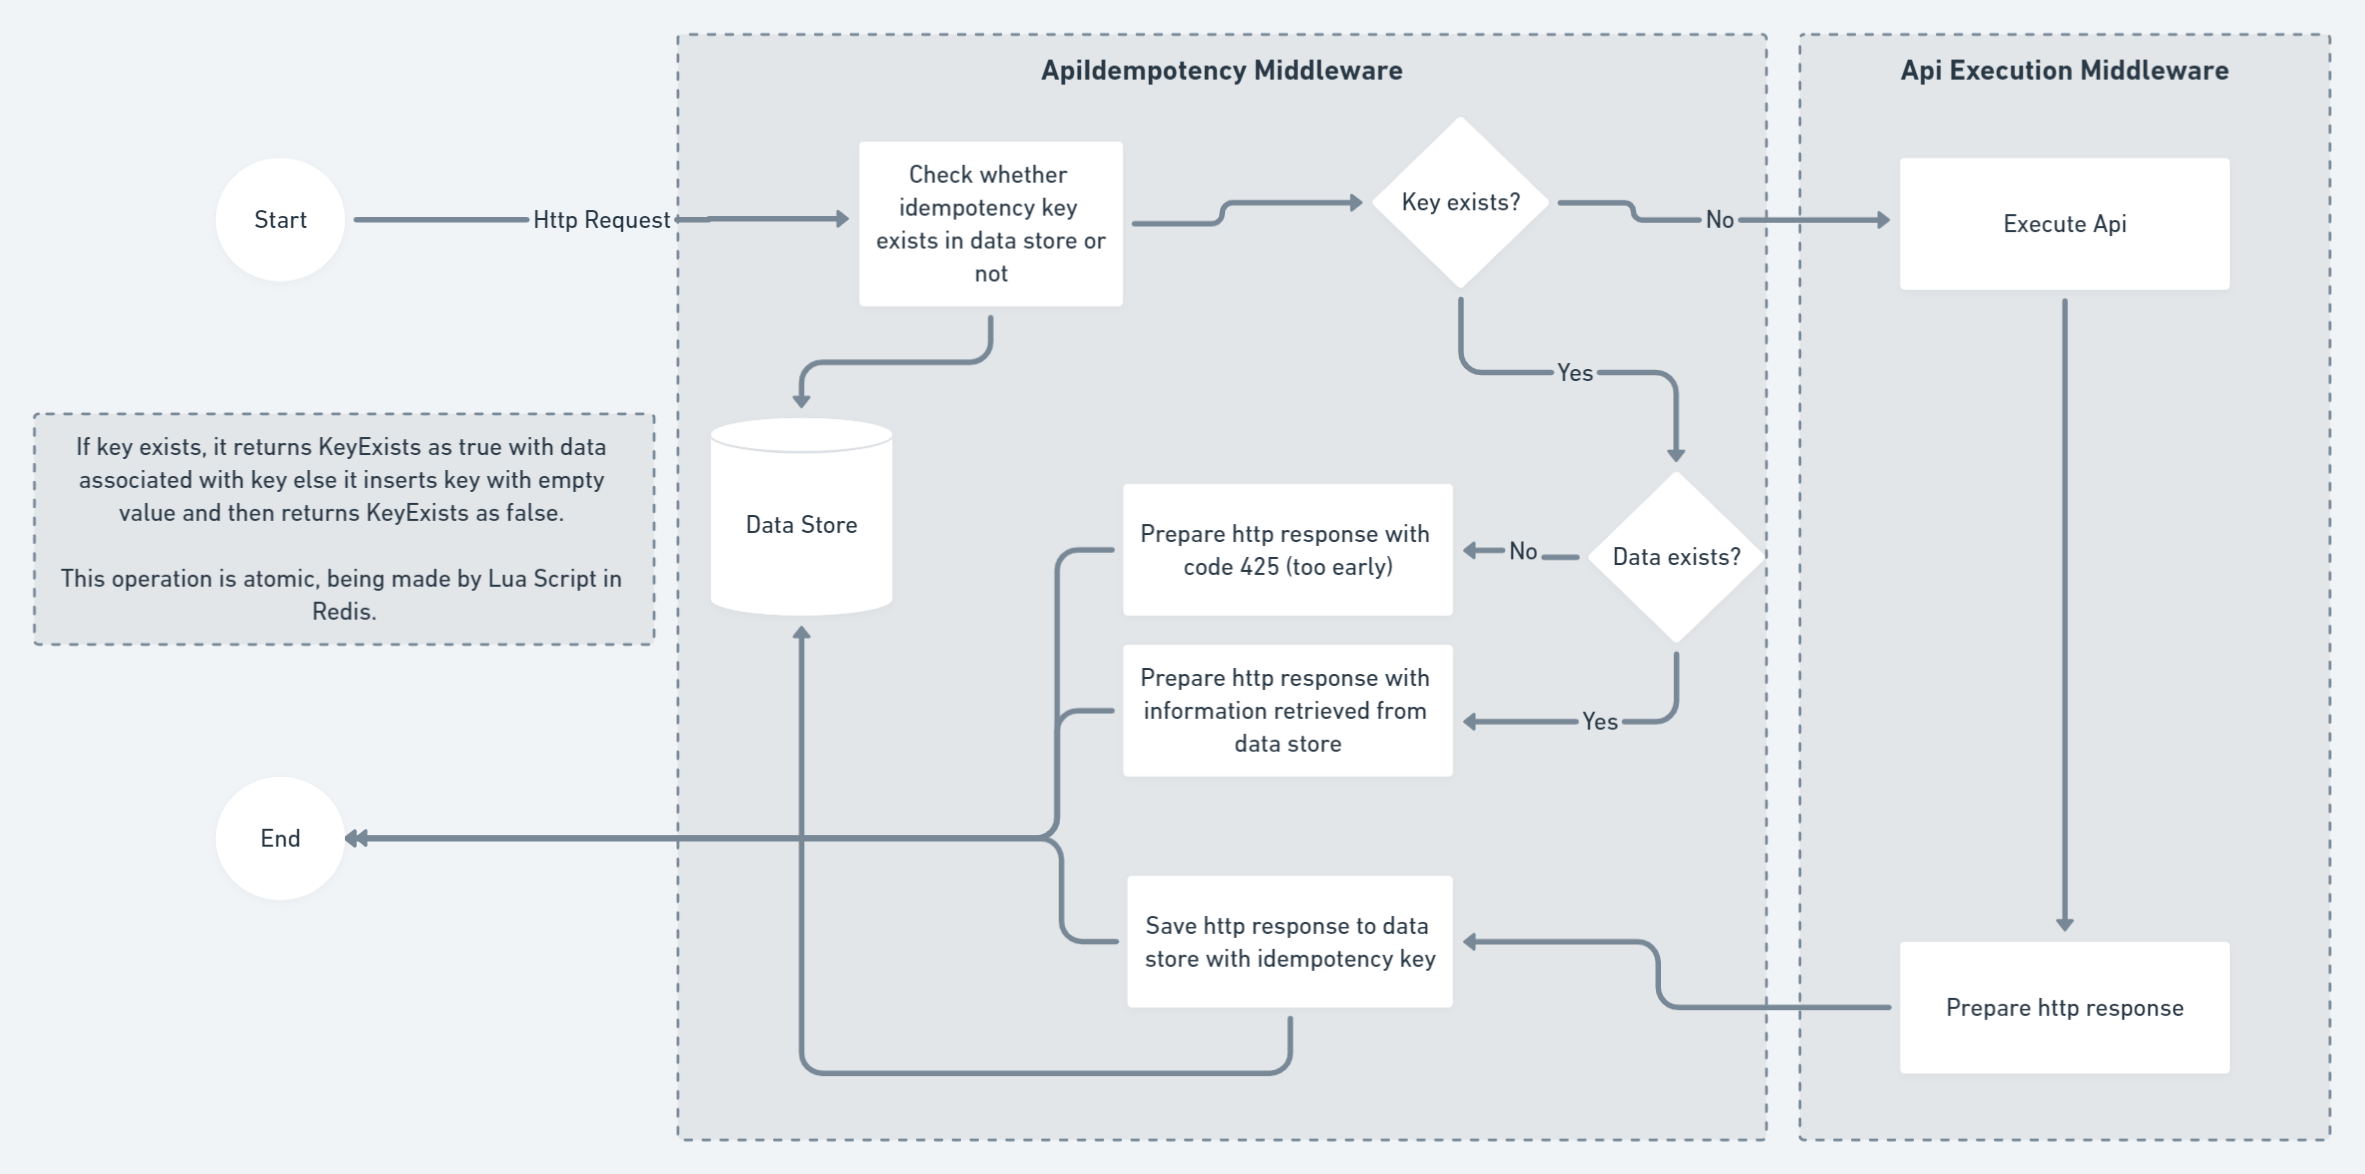 ApiIdempotency Middleware
Api Execution Middleware
Start
Http Request
Check whether
idempotency key
exists in data store or
not
Key exists?
No
Execute Api
Yes
If key exists, it returns KeyExists as true with data
associated with key else it inserts key with empty
value and then returns KeyExists as false.
This operation is atomic, being made by Lua Script in
Redis.
Data Store
Prepare http response with
code 425 (too early)
No
Data exists?
Prepare http response with
information retrieved from
data store
Yes
End
Save http response to data
store with idempotency key
Prepare http response